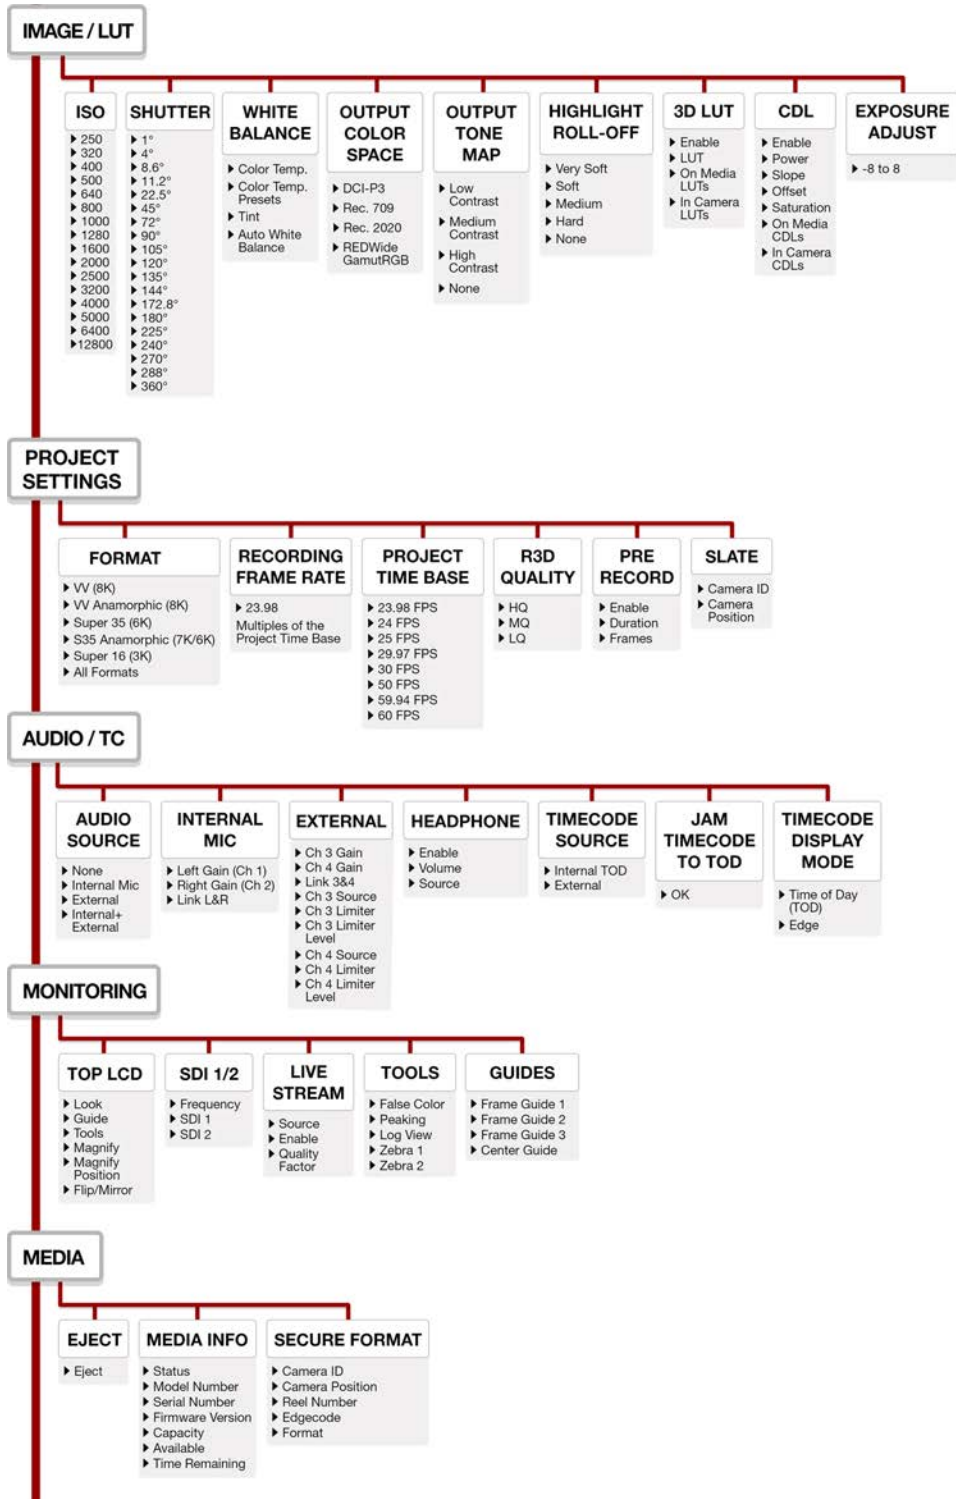 IMAGE / LUT
ISO
250
320
400
500
640
800
1000
1280
1600
2000
2500
3200
4000
5000
6400
12800
SHUTTER
1°
4°
8.6°
11.2°
22.5°
45°
72°
90°
105°
120°
135°
144°
172.8°
180°
225°
240°
270°
288°
360°
WHITE
BALANCE
Color Temp.
Color Temp.
Presets
Tint
Auto White
Balance
OUTPUT
COLOR
SPACE
DCI-P3
Rec. 709
Rec. 2020
REDWide
GamutRGB
OUTPUT
TONE
MAP
Low
Contrast
Medium
Contrast
High
Contrast
None
HIGHLIGHT
ROLL-OFF
Very Soft
Soft
Medium
Hard
None
3D LUT
Enable
LUT
On Media
LUTs
In Camera
LUTs
CDL
Enable
Power
Slope
Offset
Saturation
On Media
CDLs
In Camera
CDLs
EXPOSURE
ADJUST
-8 to 8
PROJECT
SETTINGS
FORMAT
VV (8K)
VV Anamorphic (8K)
Super 35 (6K)
S35 Anamorphic (7K/6K)
Super 16 (3K)
All Formats
RECORDING
FRAME RATE
23.98
Multiples of the
Project Time Base
PROJECT
TIME BASE
23.98 FPS
24 FPS
25 FPS
29.97 FPS
30 FPS
50 FPS
59.94 FPS
60 FPS
R3D
QUALITY
HQ
MQ
LQ
PRE
RECORD
Enable
Duration
Frames
SLATE
Camera ID
Camera
Position
AUDIO / TC
AUDIO
SOURCE
None
Internal Mic
External
Internal+
External
INTERNAL
MIC
Left Gain (Ch 1)
Right Gain (Ch 2)
Link L&R
EXTERNAL
Ch 3 Gain
Ch 4 Gain
Link 3&4
Ch 3 Source
Ch 3 Limiter
Ch 3 Limiter
Level
Ch 4 Source
Ch 4 Limiter
Ch 4 Limiter
Level
HEADPHONE
Enable
Volume
Source
TIMECODE
SOURCE
Internal TOD
External
JAM
TIMECODE
TO TOD
OK
TIMECODE
DISPLAY
MODE
Time of Day
(TOD)
Edge
MONITORING
TOP LCD
Look
Guide
Tools
Magnify
Magnify
Position
Flip/Mirror
SDI 1/2
Frequency
SDI 1
SDI 2
LIVE
STREAM
Source
Enable
Quality
Factor
TOOLS
False Color
Peaking
Log View
Zebra 1
Zebra 2
GUIDES
Frame Guide 1
Frame Guide 2
Frame Guide 3
Center Guide
MEDIA
EJECT
Eject
MEDIA INFO
Status
Model Number
Serial Number
Firmware Version
Capacity
Available
Time Remaining
SECURE FORMAT
Camera ID
Camera Position
Reel Number
Edgecode
Format